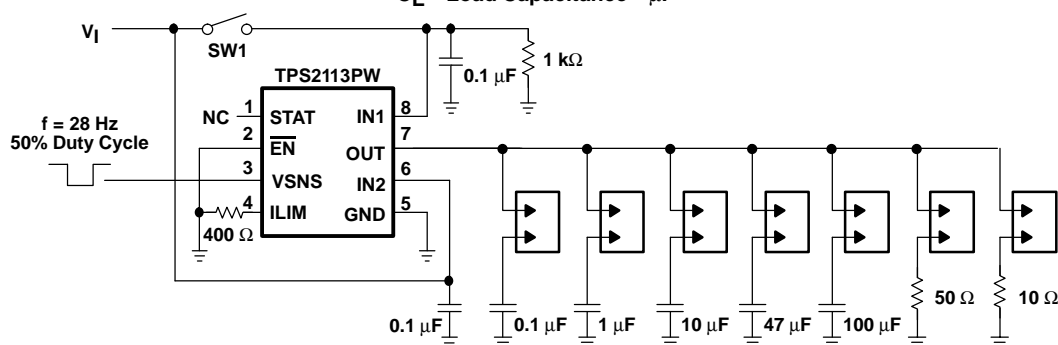 C_L – Load Capacitance – μF
V_I
SW1
0.1 μF
1 kΩ
TPS2113PW
NC
1
STAT
IN1
8
f = 28 Hz
50% Duty Cycle
2
EN
OUT
7
3
VSNS
IN2
6
4
ILIM
GND
5
400 Ω
0.1 μF
0.1 μF
1 μF
10 μF
47 μF
100 μF
50 Ω
10 Ω